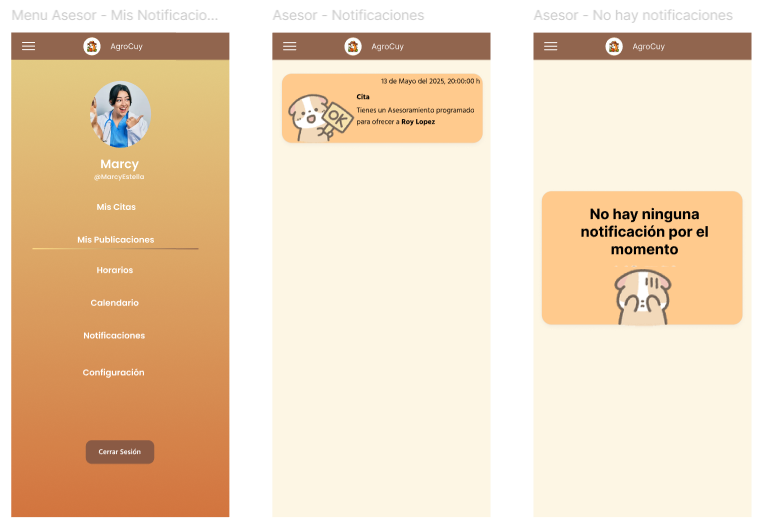 Menu Asesor - Mis Notificacio...
AgroCuy
Marcy
@MarcyEstella
Mis Citas
Mis Publicaciones
Horarios
Calendario
Notificaciones
Configuración
Cerrar Sesión
Asesor - Notificaciones
AgroCuy
13 de Mayo del 2025, 20:00:00 h
Cita
Tienes un Asesoramiento programado
para ofrecer a Roy Lopez
OK
Asesor - No hay notificaciones
AgroCuy
No hay ninguna
notificación por el
momento